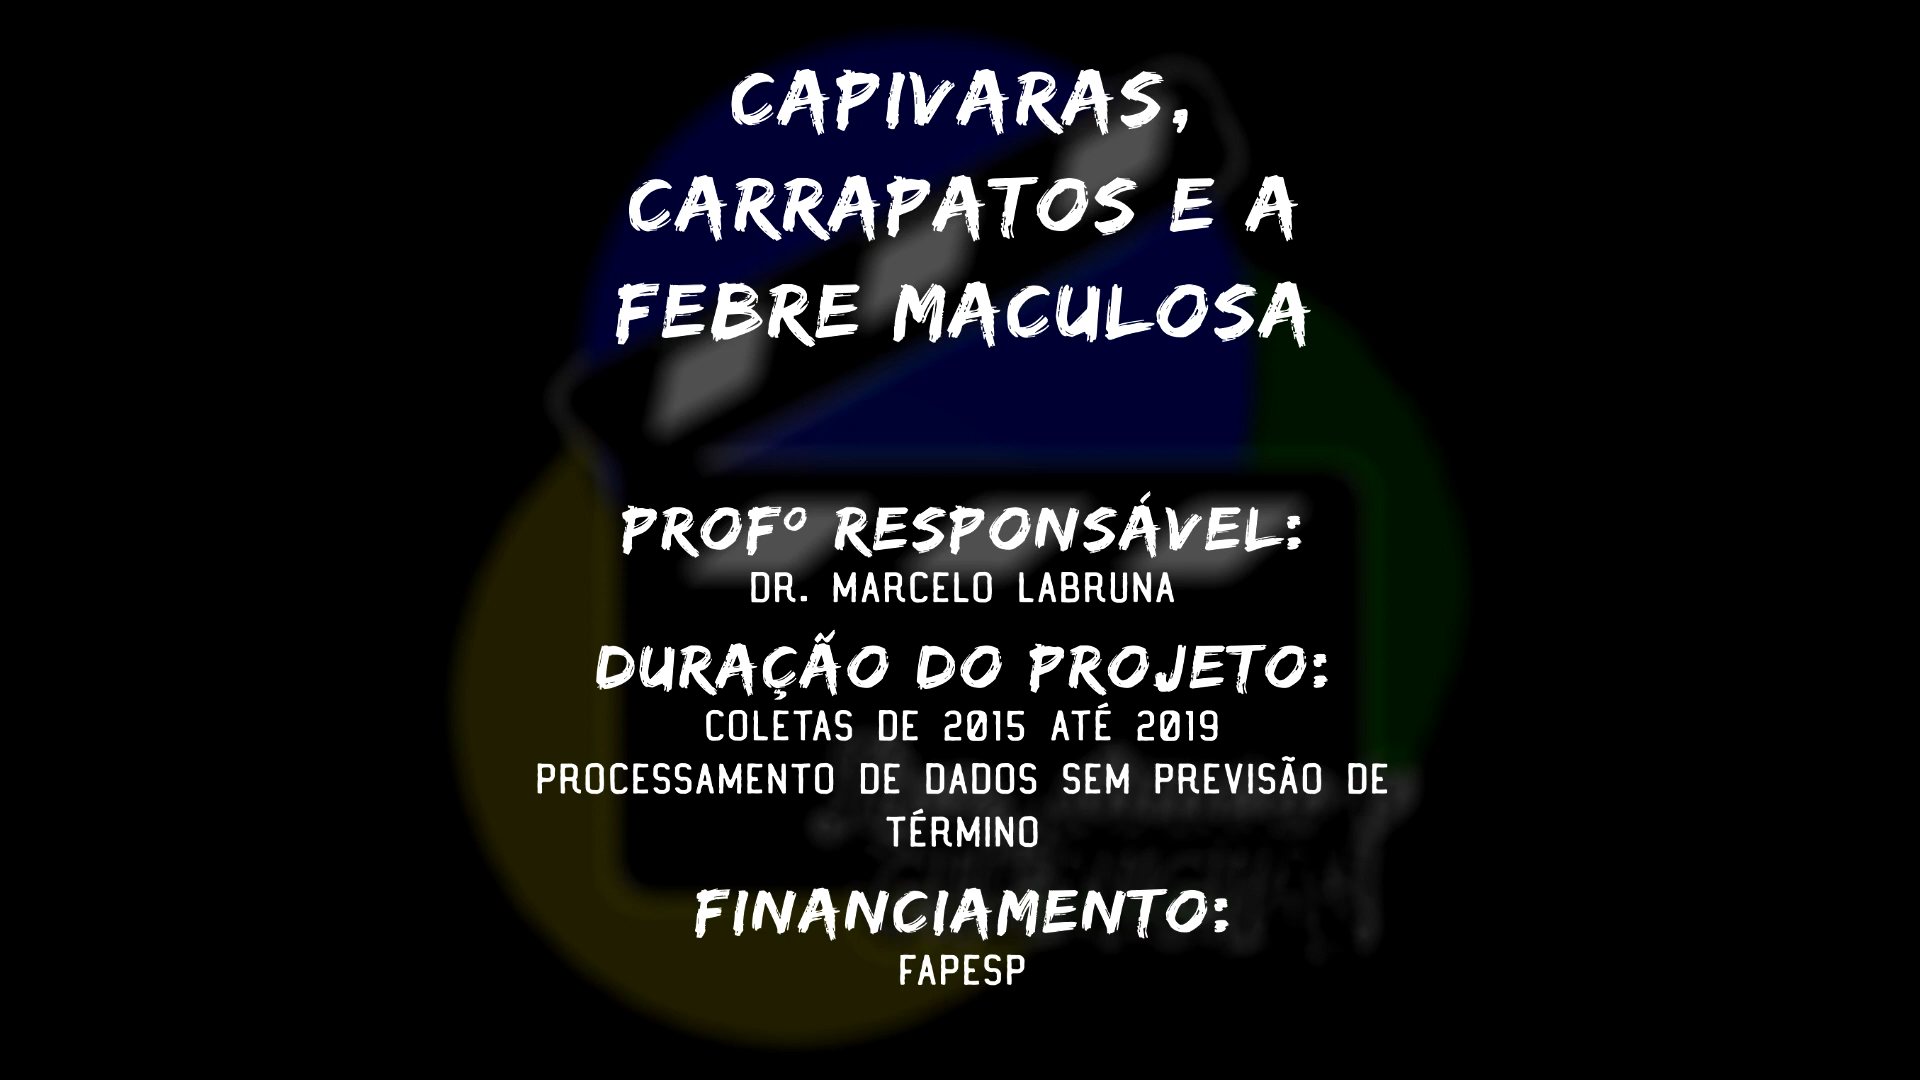 CAPIVARAS,
CARRAPATOS E A
FEBRE MACULOSA
PROFº RESPONSÁVEL:
DR. MARCELO LABRUNA
DURAÇÃO DO PROJETO:
COLETAS DE 2015 ATÉ 2019
PROCESSAMENTO DE DADOS SEM PREVISÃO DE
TÉRMINO
FINANCIAMENTO:
FAPESP